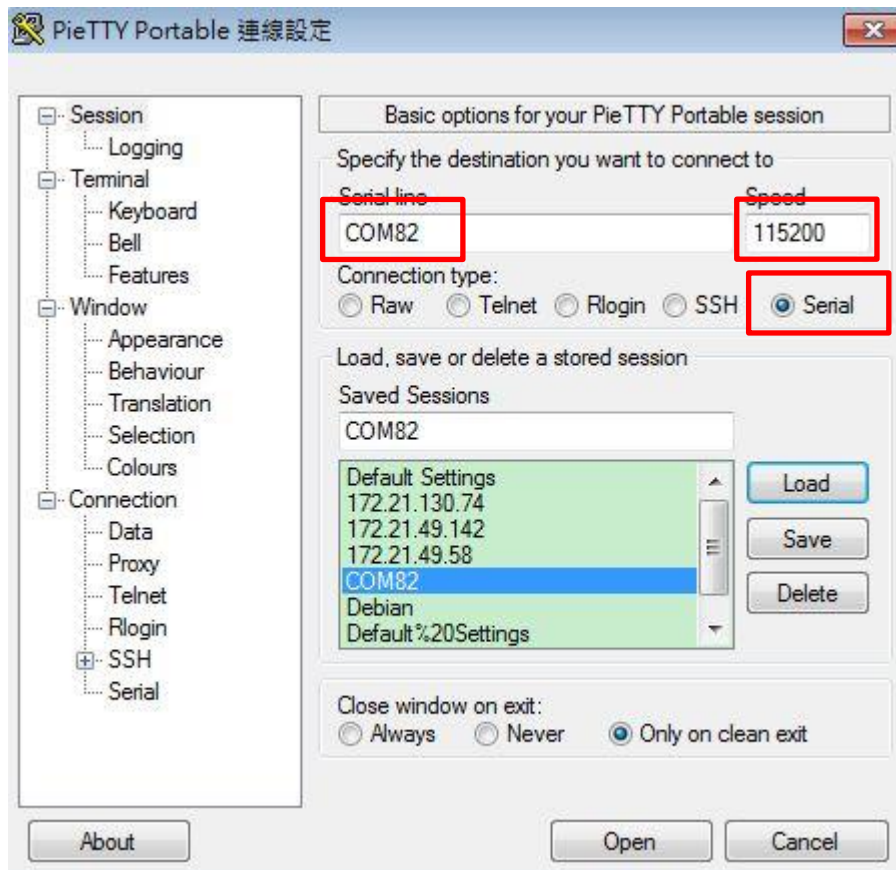 PieTTY Portable 連線設定
Session
Logging
Terminal
Keyboard
Bell
Features
Window
Appearance
Behaviour
Translation
Selection
Colours
Connection
Data
Proxy
Telnet
Rlogin
SSH
Serial
Basic options for your PieTTY Portable session
Specify the destination you want to connect to
Serial line Speed
COM82 115200
Connection type:
Raw Telnet Rlogin SSH Serial
Load, save or delete a stored session
Saved Sessions
COM82
Default Settings
172.21.130.74
172.21.49.142
172.21.49.58
COM82
Debian
Default%20Settings
Load
Save
Delete
Close window on exit:
Always Never Only on clean exit
About Open Cancel